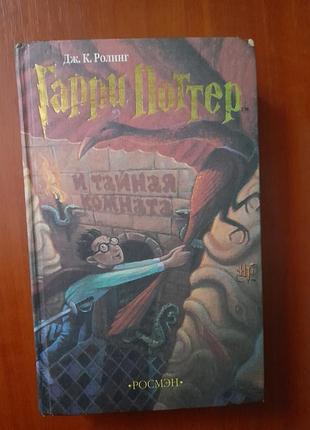 Дж. К. Ролинг
Гарри Поттер
и тайная
комната
•РОСМЭН•